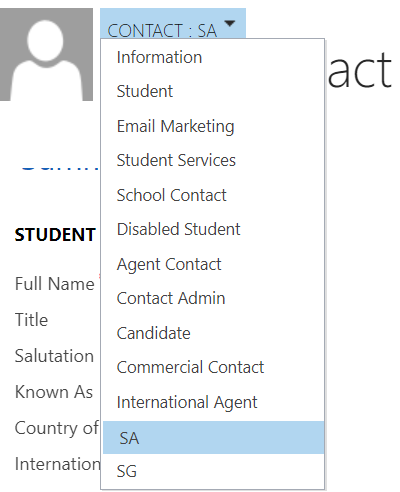 CONTACT : SA
act
Information
Student
Email Marketing
Student Services
School Contact
Disabled Student
Agent Contact
Contact Admin
Candidate
Commercial Contact
International Agent
SA
SG
STUDENT
Full Name
Title
Salutation
Known As
Country of
Internation